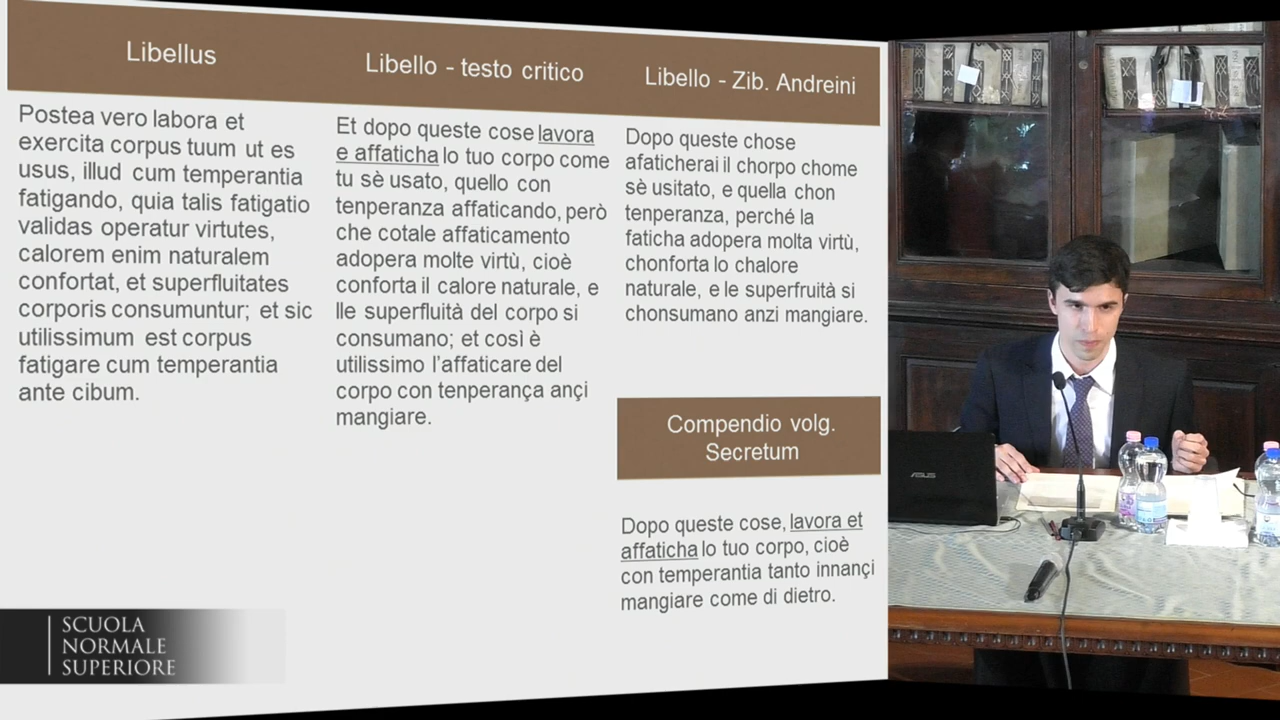 Libellus
Postea vero labora et
exercita corpus tuum ut es
usus, illud cum temperantia
fatigando, quia talis fatigatio
validas operatur virtutes,
calorem enim naturalem
confortat, et superfluitates
corporis consumuntur; et sic
utilissimum est corpus
fatigare cum temperantia
ante cibum.
Libello - testo critico
Et dopo queste cose lavora
e affaticha lo tuo corpo come
tu sè usato, quello con
tenperanza affaticando, però
che cotale affaticamento
adopera molte virtù, cioè
conforta il calore naturale, e
lle superfluità del corpo si
consumano; et così è
utilissimo l'affaticare del
corpo con tenperança ançi
mangiare.
Libello - Zib. Andreini
Dopo queste chose
afaticherai il chorpo chome
sè usitato, e quella chon
tenperanza, perché la
faticha adopera molta virtù,
chonforta lo chalore
naturale, e le superfruità si
chonsumano anzi mangiare.
Compendio volg.
Secretum
Dopo queste cose, lavora et
affaticha lo tuo corpo, cioè
con temperantia tanto innançi
mangiare come di dietro.
SCUOLA
NORMALE
SUPERIORE
ASUS